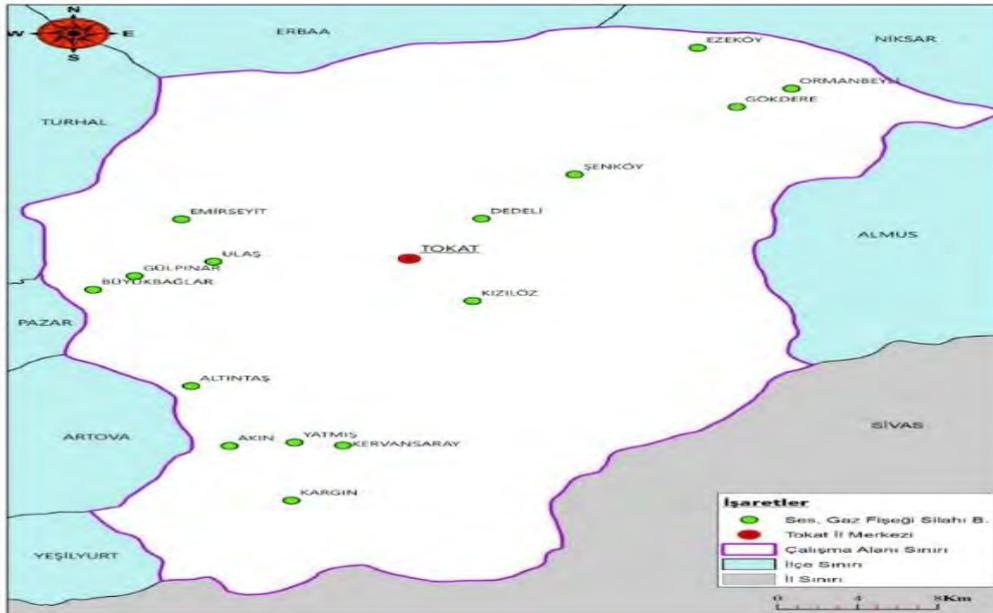 N
W E
S
ERBAA
NİKSAR
EZEKÖY
ORMANBEYLİ
GÖKDERE
TURHAL
ŞENKÖY
EMİRSEYİT
DEDELİ
ALMUS
TOKAT
ULAŞ
GÜLPINAR
BÜYÜKBAĞLAR
KIZILÖZ
PAZAR
ALTINTAŞ
SİVAS
ARTOVA
AKIN
YATMIŞ
KERVANSARAY
KARGIN
YEŞİLYURT
İşaretler
Ses, Gaz Fişeği Silahı B.
Tokat İl Merkezi
Çalışma Alanı Sınırı
İlçe Sınırı
İl Sınırı
0 4 8Km